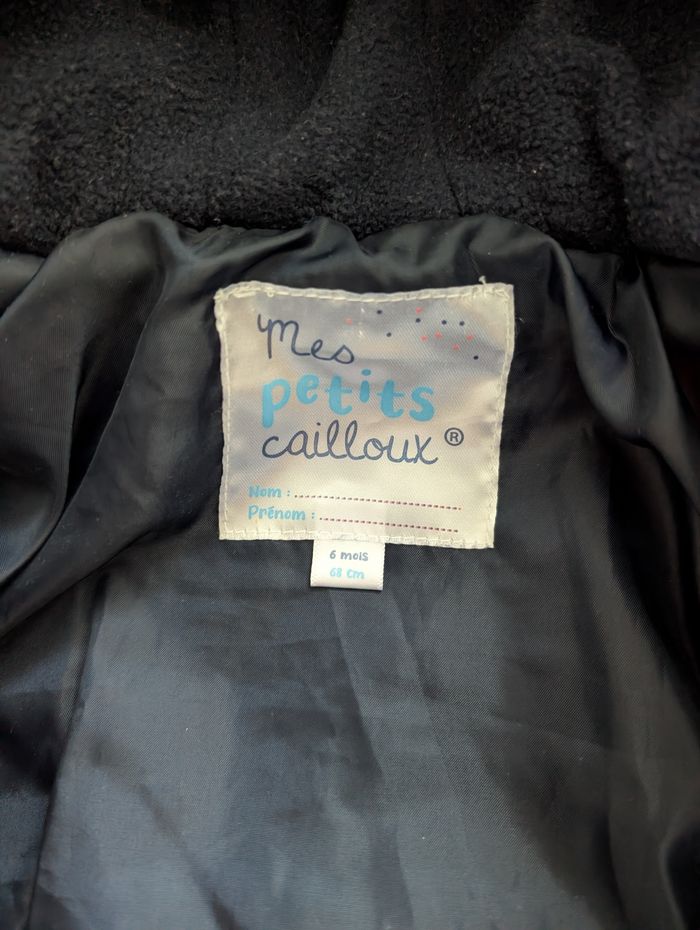 Mes
petits
cailloux®
Nom :
Prénom :
6 mois
68 cm